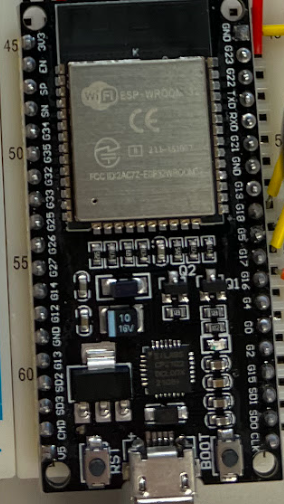 45
50
55
60
3V3
EN
SP
SN
G34
G35
G32
G33
G25
G26
G27
G14
G12
GND
G13
SD2
SD3
CMD
V5
WiFi ESP-WROOM-32
CE
GND
G23
G22
TXD
RXD
G21
GND
G19
G18
G5
G17
G16
G4
G0
G2
G15
SD1
SD0
CLK
Q2
Q1
10
16V
RST
BOOT